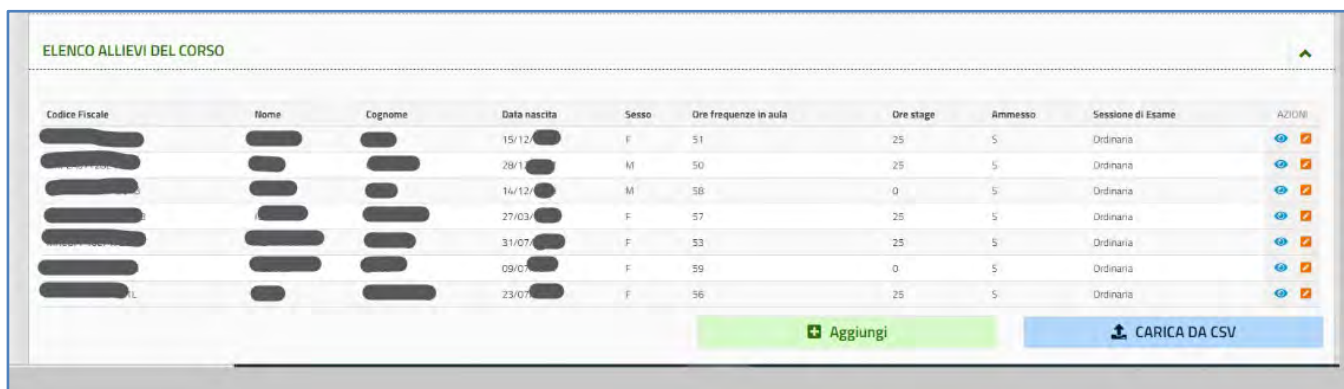 ELENCO ALLIEVI DEL CORSO
Codice Fiscale Nome Cognome Data nascita Sesso Ore frequenze in aula Ore stage Ammesso Sessione di Esame AZIONI
15/12/ F 51 25 S Ordinaria
28/1 M 50 25 S Ordinaria
14/12/ M 58 0 S Ordinaria
27/03/ F 57 25 S Ordinaria
31/07/ F 53 25 S Ordinaria
09/07 F 59 0 S Ordinaria
23/07 F 56 25 S Ordinaria
Aggiungi CARICA DA CSV